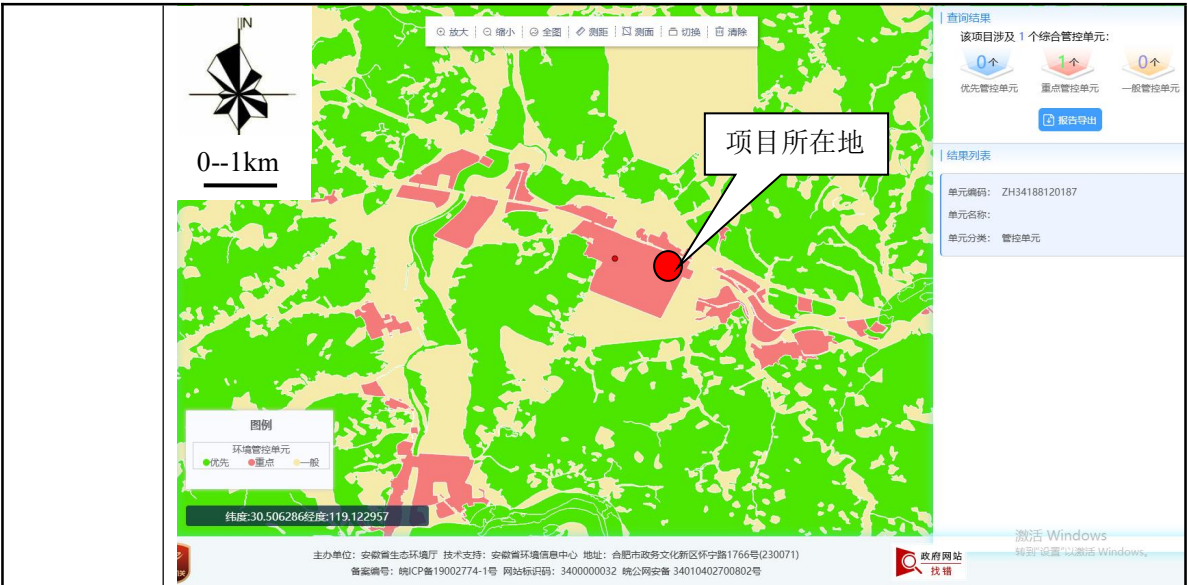 N
0--1km
放大 缩小 全图 测距 测面 切换 清除
项目所在地
图例
环境管控单元
优先 重点 一般
纬度:30.506286经度:119.122957
查询结果
该项目涉及 1 个综合管控单元:
0个 1个 0个
优先管控单元 重点管控单元 一般管控单元
报告导出
结果列表
单元编码: ZH34188120187
单元名称:
单元分类: 管控单元
激活 Windows
转到"设置"以激活 Windows。
主办单位：安徽省生态环境厅 技术支持：安徽省环境信息中心 地址：合肥市政务文化新区怀宁路1766号(230071)
备案编号：皖ICP备19002774-1号 网站标识码：3400000032 皖公网安备 34010402700802号
政府网站
找错